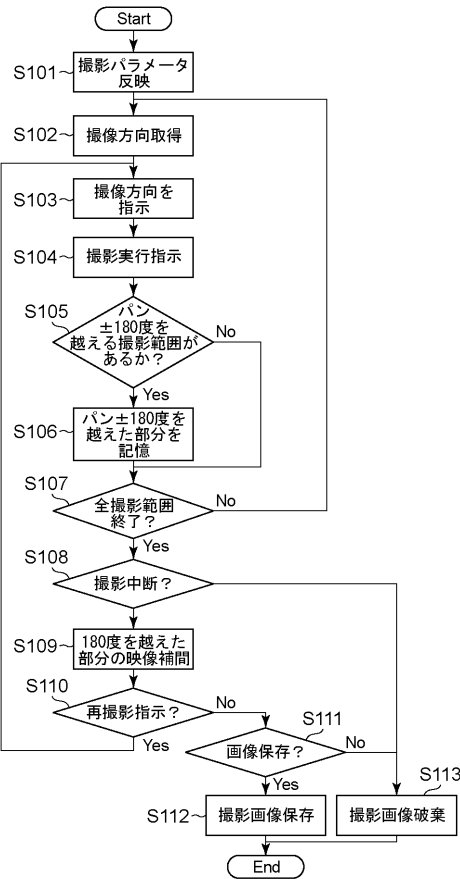 Start
S101
撮影パラメータ
反映
S102
撮像方向取得
S103
撮像方向を
指示
S104
撮影実行指示
S105
パン
±180度を
越える撮影範囲が
あるか？
No
Yes
S106
パン±180度を
越えた部分を
記憶
S107
全撮影範囲
終了？
No
Yes
S108
撮影中断？
S109
180度を越えた
部分の映像補間
S110
再撮影指示？
No
Yes
S111
画像保存？
No
Yes
S112
撮影画像保存
S113
撮影画像破棄
End